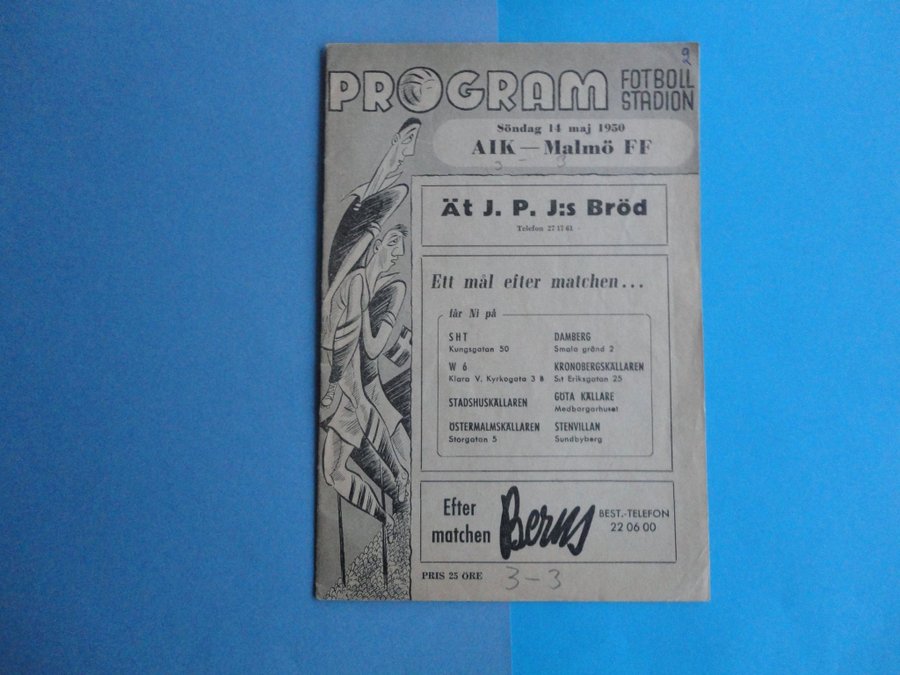 2
PROGRAM FOTBOLL
STADION
Söndag 14 maj 1950
AIK — Malmö FF
3 - 3
Ät J. P. J:s Bröd
Telefon 27 17 61
Ett mål efter matchen...
får Ni på
SHT
Kungsgatan 50
W 6
Klara V. Kyrkogata 3 B
STADSHUSKÄLLAREN
ÖSTERMALMSKÄLLAREN
Storgatan 5
DAMBERG
Smala gränd 2
KRONOBERGSKÄLLAREN
S:t Eriksgatan 25
GÖTA KÄLLARE
Medborgarhuset
STENVILLAN
Sundbyberg
Efter
matchen
Berns
BEST.-TELEFON
22 06 00
PRIS 25 ÖRE
3-3